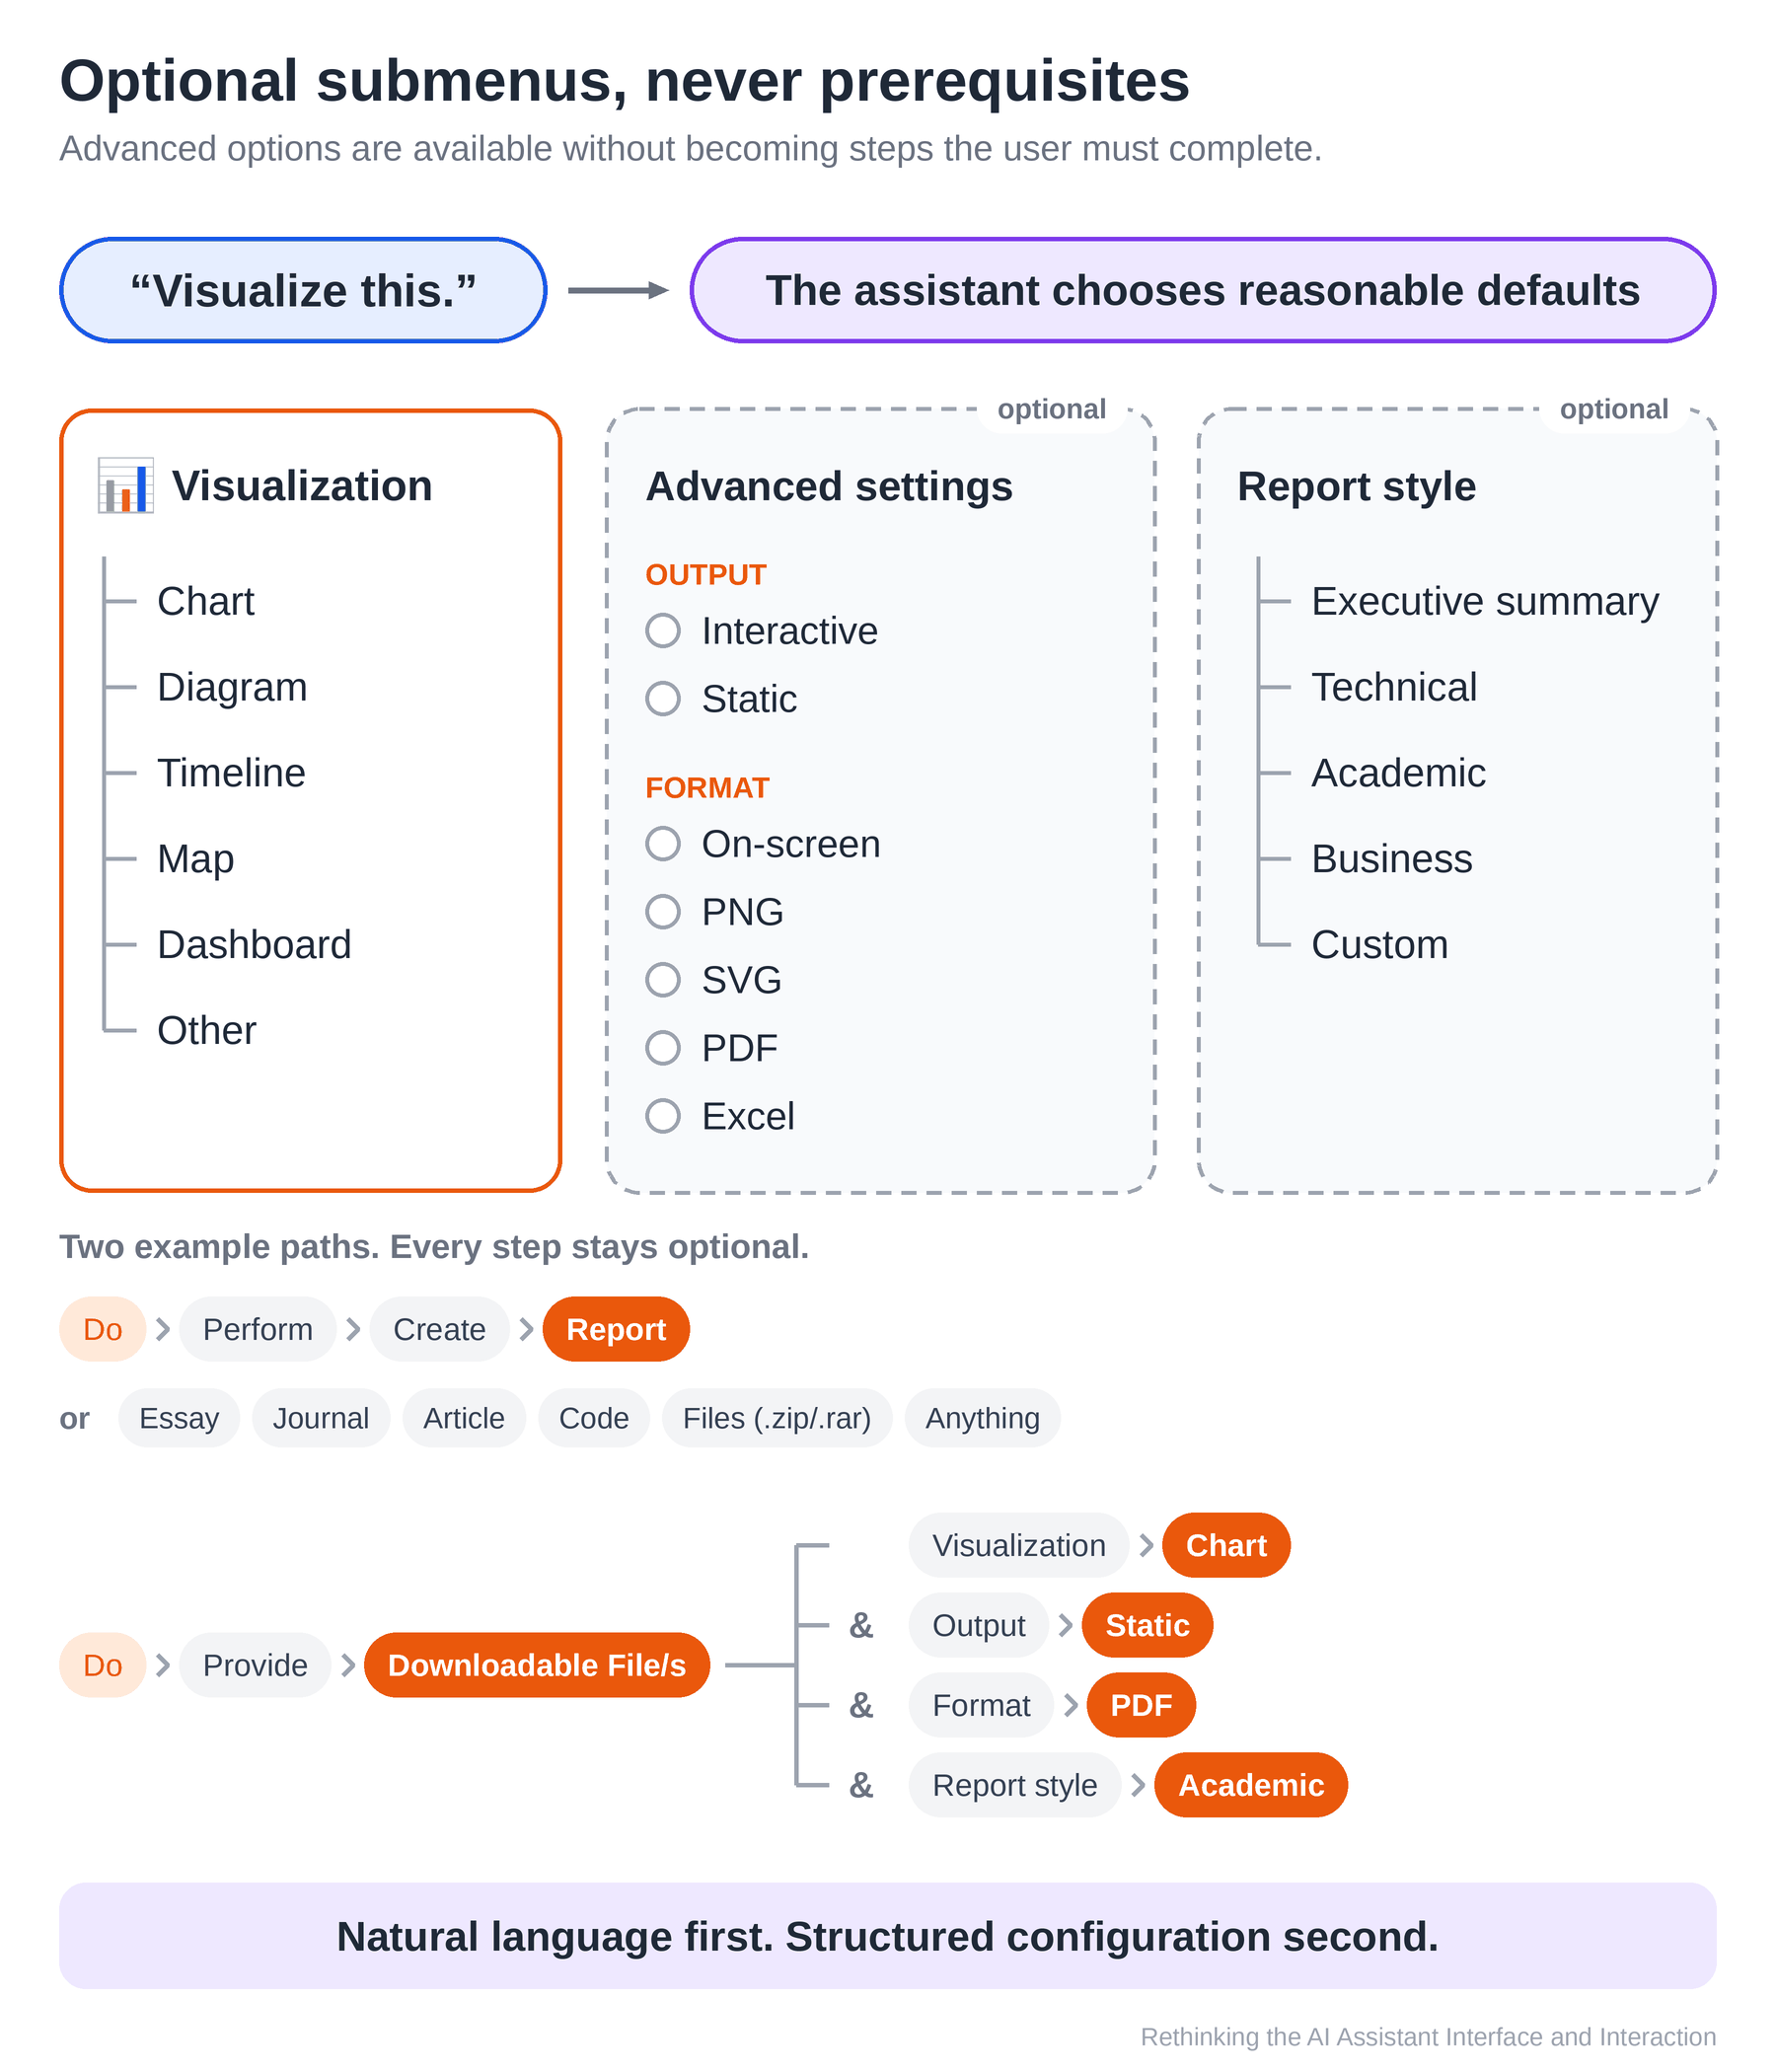 Optional submenus, never prerequisites
Advanced options are available without becoming steps the user must complete.
“Visualize this.”
The assistant chooses reasonable defaults
Visualization
Chart
Diagram
Timeline
Map
Dashboard
Other
optional
Advanced settings
OUTPUT
Interactive
Static
FORMAT
On-screen
PNG
SVG
PDF
Excel
optional
Report style
Executive summary
Technical
Academic
Business
Custom
Two example paths. Every step stays optional.
Do Perform Create Report
or Essay Journal Article Code Files (.zip/.rar) Anything
Do Provide Downloadable File/s
Visualization Chart
& Output Static
& Format PDF
& Report style Academic
Natural language first. Structured configuration second.
Rethinking the AI Assistant Interface and Interaction